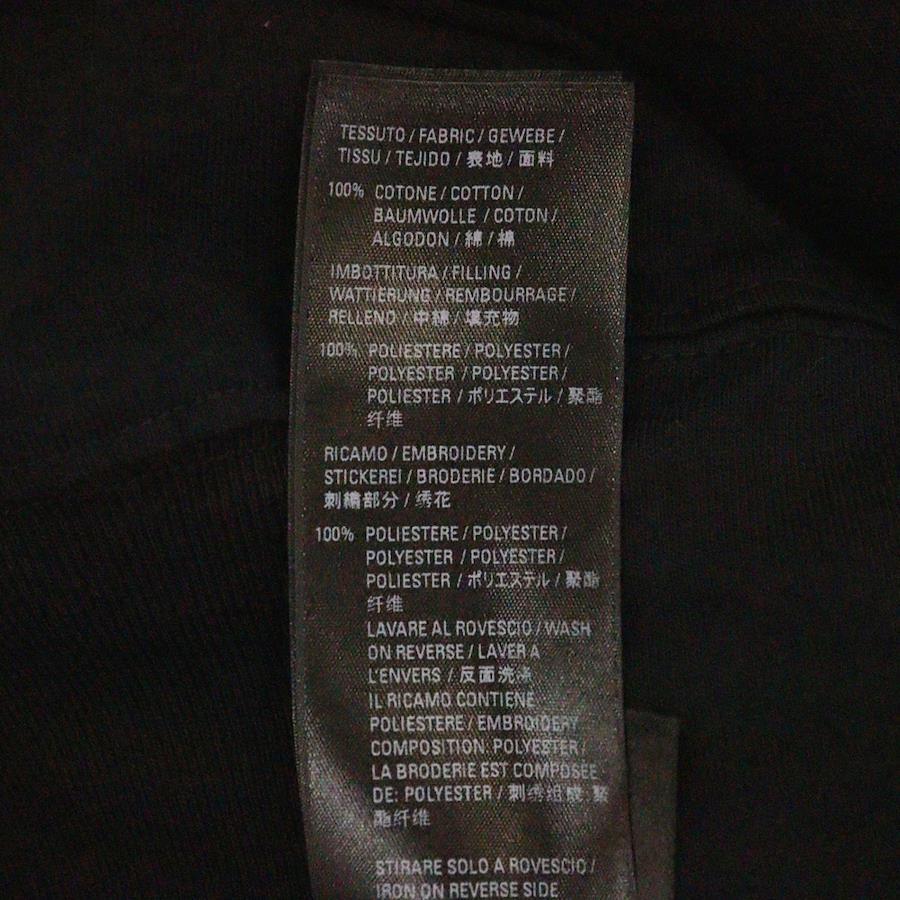 TESSUTO / FABRIC / GEWEBE /
TISSU / TEJIDO / 表地 / 面料
100% COTONE / COTTON /
BAUMWOLLE / COTON /
ALGODON / 綿 / 棉
IMBOTTITURA / FILLING /
WATTIERUNG / REMBOURRAGE /
RELLENO / 中綿 / 填充物
100% POLIESTERE / POLYESTER /
POLYESTER / POLYESTER /
POLIESTER / ポリエステル / 聚酯
纤维
RICAMO / EMBROIDERY /
STICKEREI / BRODERIE / BORDADO /
刺繍部分 / 绣花
100% POLIESTERE / POLYESTER /
POLYESTER / POLYESTER /
POLIESTER / ポリエステル / 聚酯
纤维
LAVARE AL ROVESCIO / WASH
ON REVERSE / LAVER A
L'ENVERS / 反面洗涤
IL RICAMO CONTIENE
POLIESTERE / EMBROIDERY
COMPOSITION: POLYESTER /
LA BRODERIE EST COMPOSÉE
DE: POLYESTER / 刺绣组成:聚
酯纤维
STIRARE SOLO A ROVESCIO /
IRON ON REVERSE SIDE